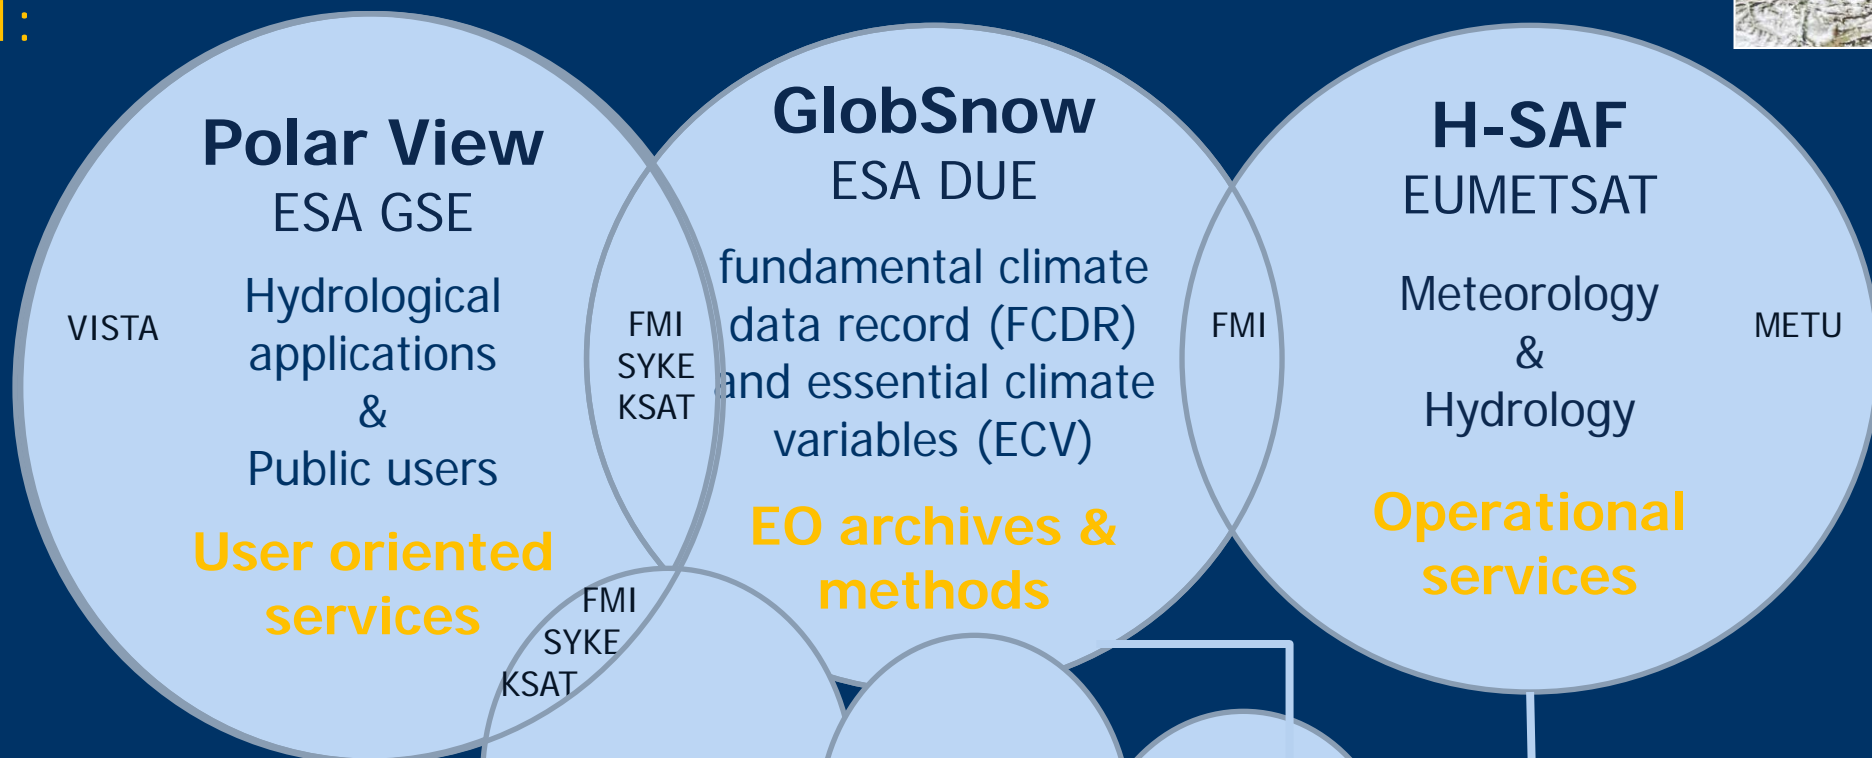 :
Polar View
ESA GSE
Hydrological
applications
&
Public users
User oriented
services
VISTA
FMI
SYKE
KSAT
FMI
SYKE
KSAT
GlobSnow
ESA DUE
fundamental climate
data record (FCDR)
and essential climate
variables (ECV)
EO archives &
methods
FMI
H-SAF
EUMETSAT
Meteorology
&
Hydrology
Operational
services
METU